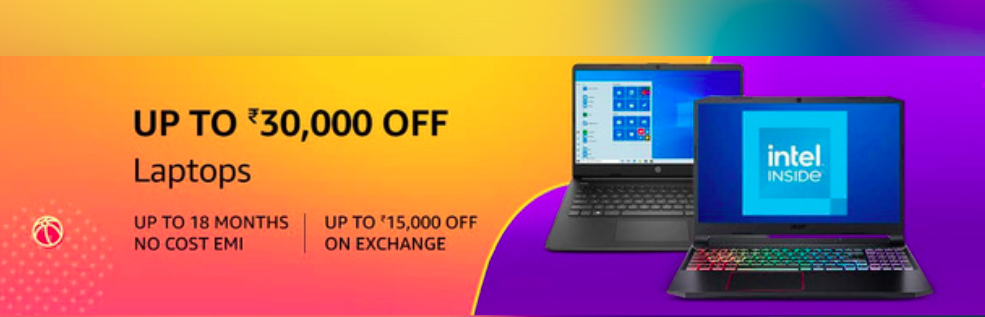 UP TO ₹30,000 OFF
Laptops
UP TO 18 MONTHS
NO COST EMI
UP TO ₹15,000 OFF
ON EXCHANGE
intel
INSIDE